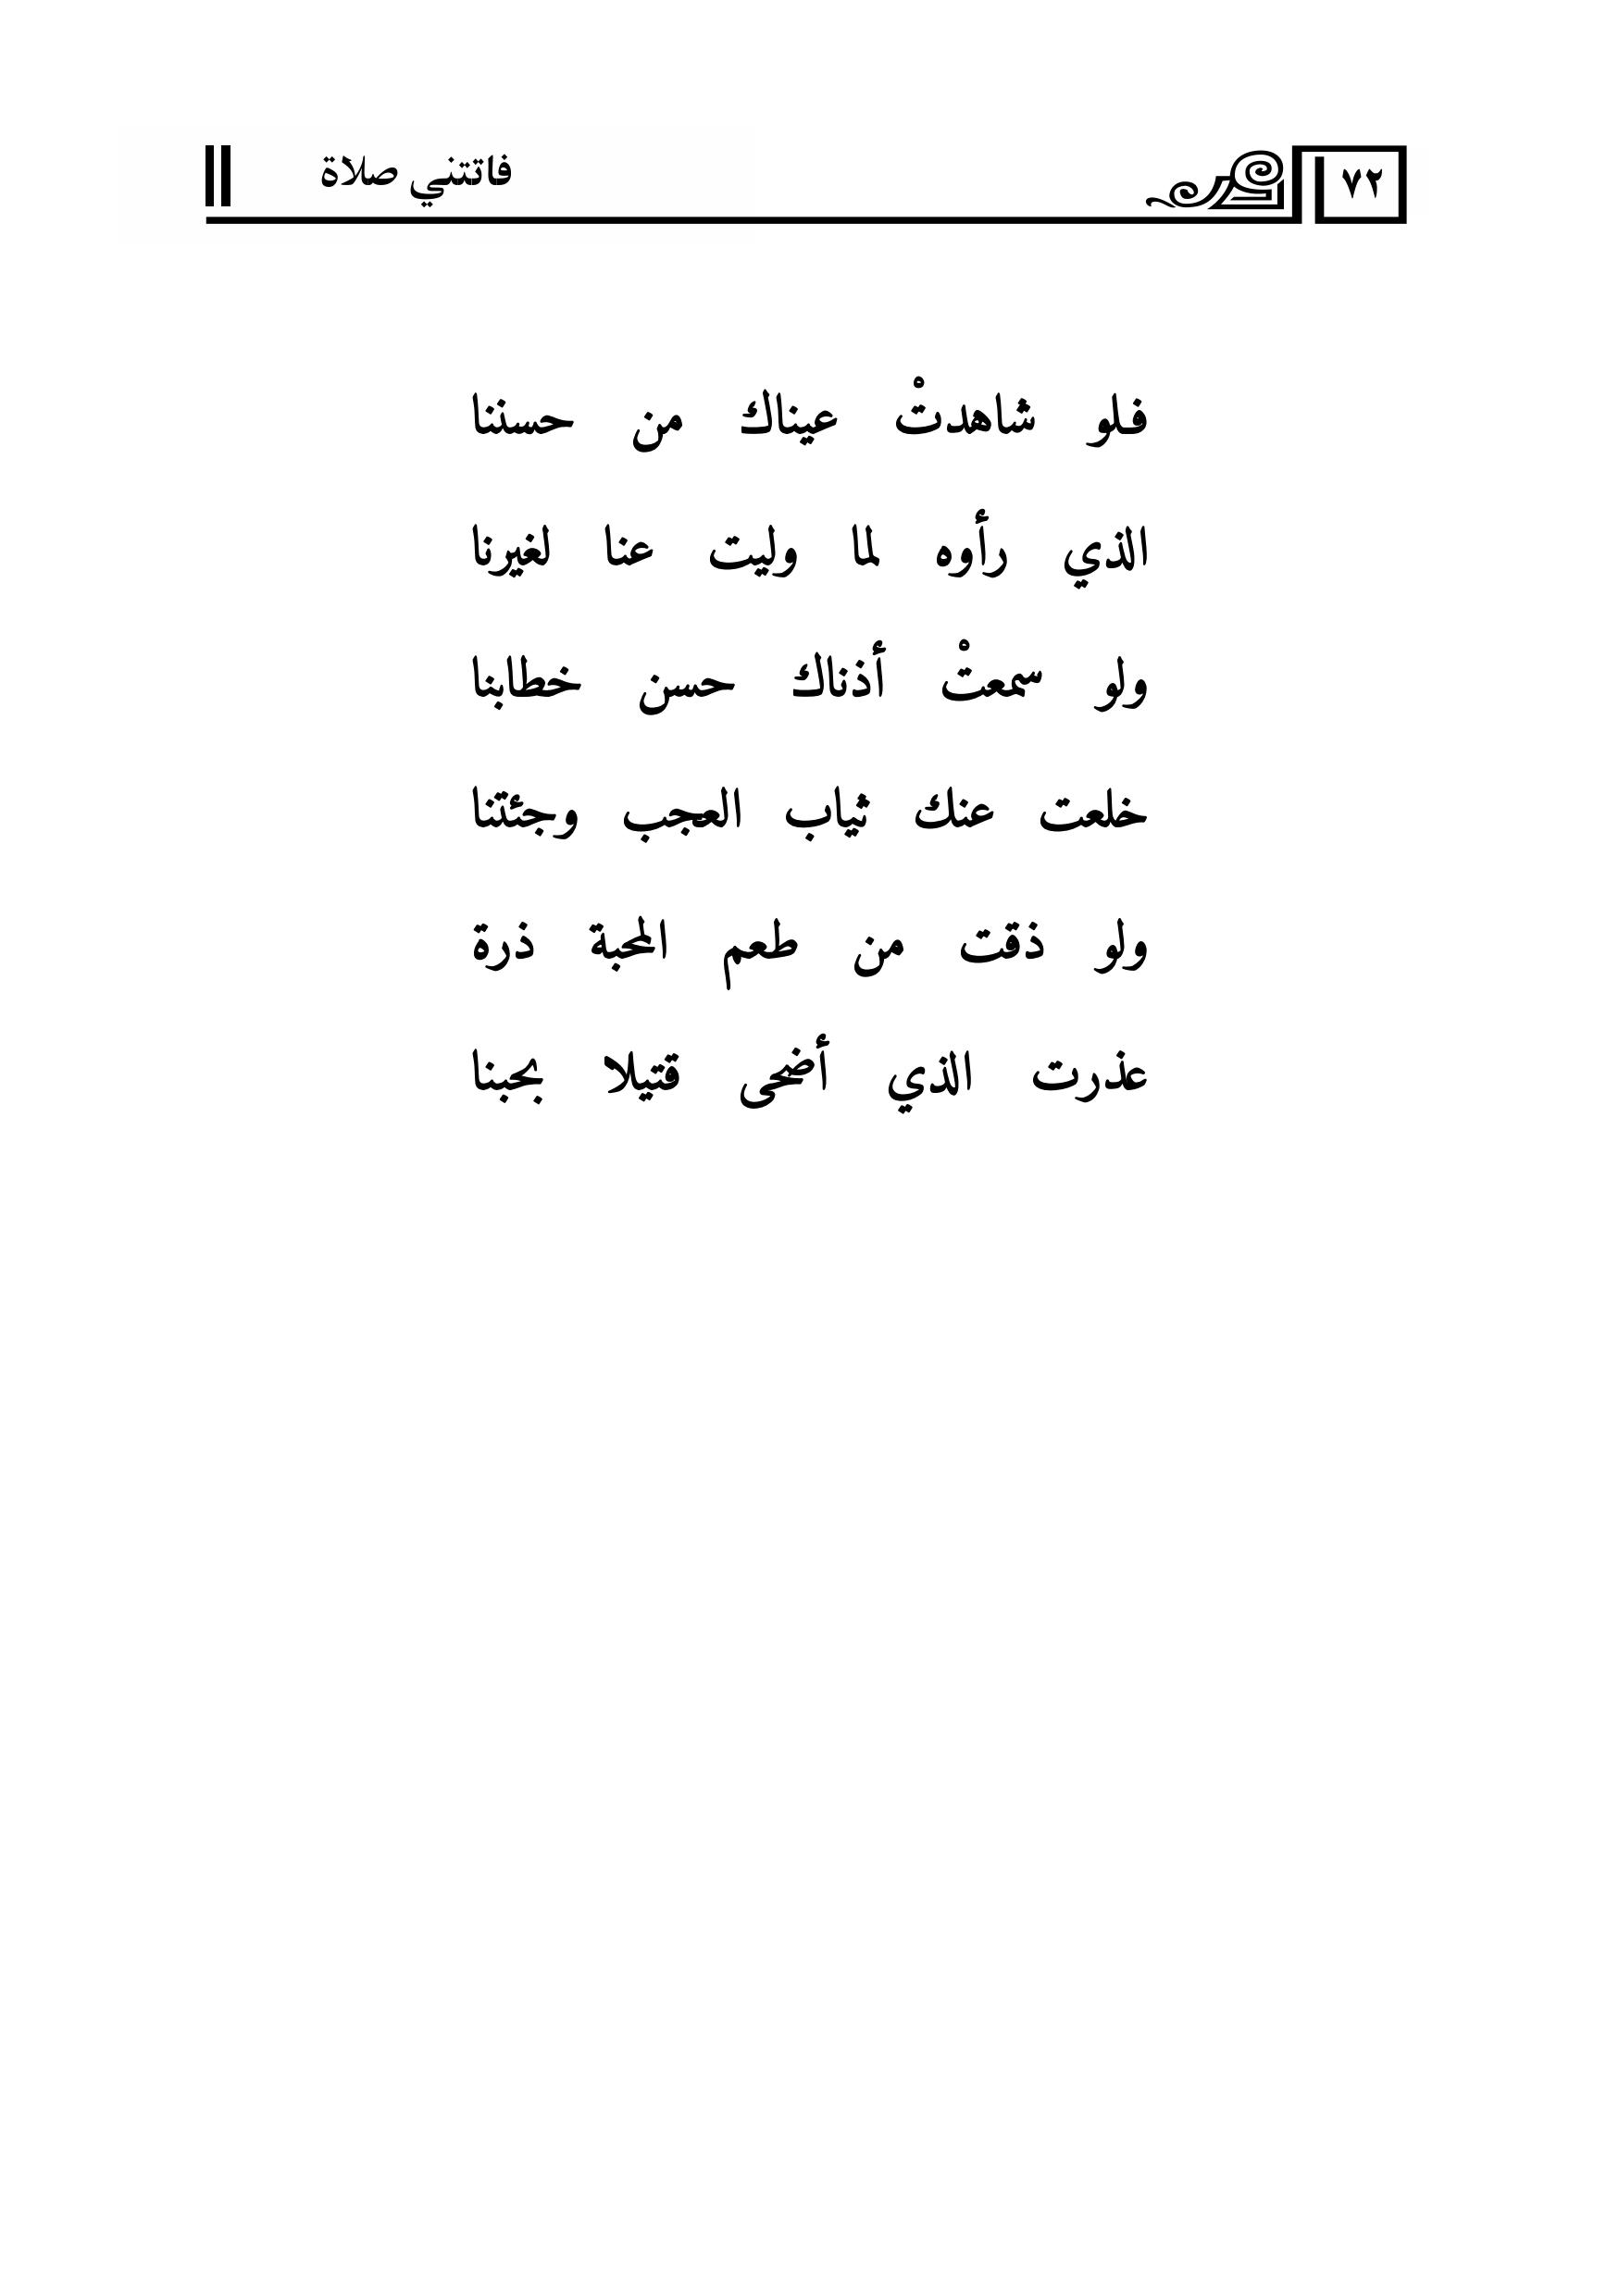 ٧٢ فاتتني صلاة
فلو شاهدتْ عيناك من حسننا
الذي رأوه لما وليت عنا لغيرنا
ولو سمعتْ أذناك حسن خطابنا
خلعت عنك ثياب العجب وجئتنا
ولو ذقت من طعم المحبة ذرة
عذرت الذي أضحى قتيلا بحبنا